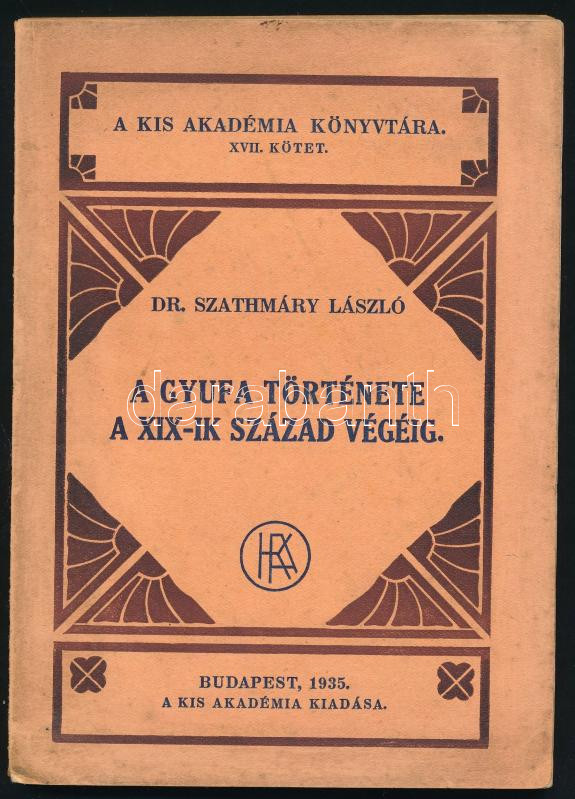 A KIS AKADÉMIA KÖNYVTÁRA.
XVII. KÖTET.
DR. SZATHMÁRY LÁSZLÓ
A GYUFA TÖRTÉNETE
darabanth
A XIX-IK SZÁZAD VÉGÉIG.
BUDAPEST, 1935.
A KIS AKADÉMIA KIADÁSA.